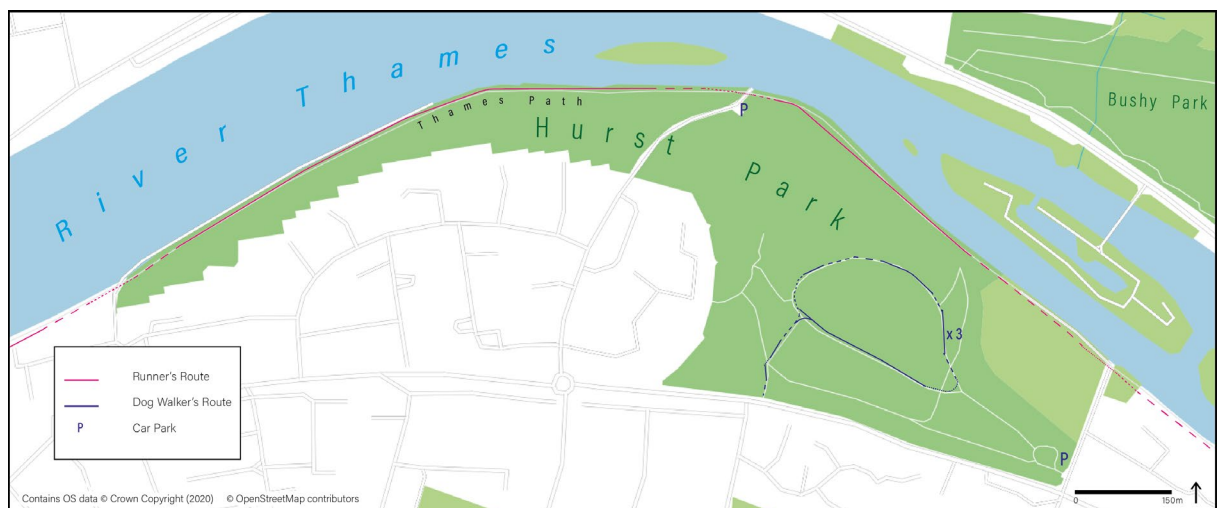 River Thames
Thames Path
Hurst Park
Bushy Park
P
x3
P
Runner's Route
Dog Walker's Route
P Car Park
Contains OS data © Crown Copyright (2020) © OpenStreetMap contributors
0 150m